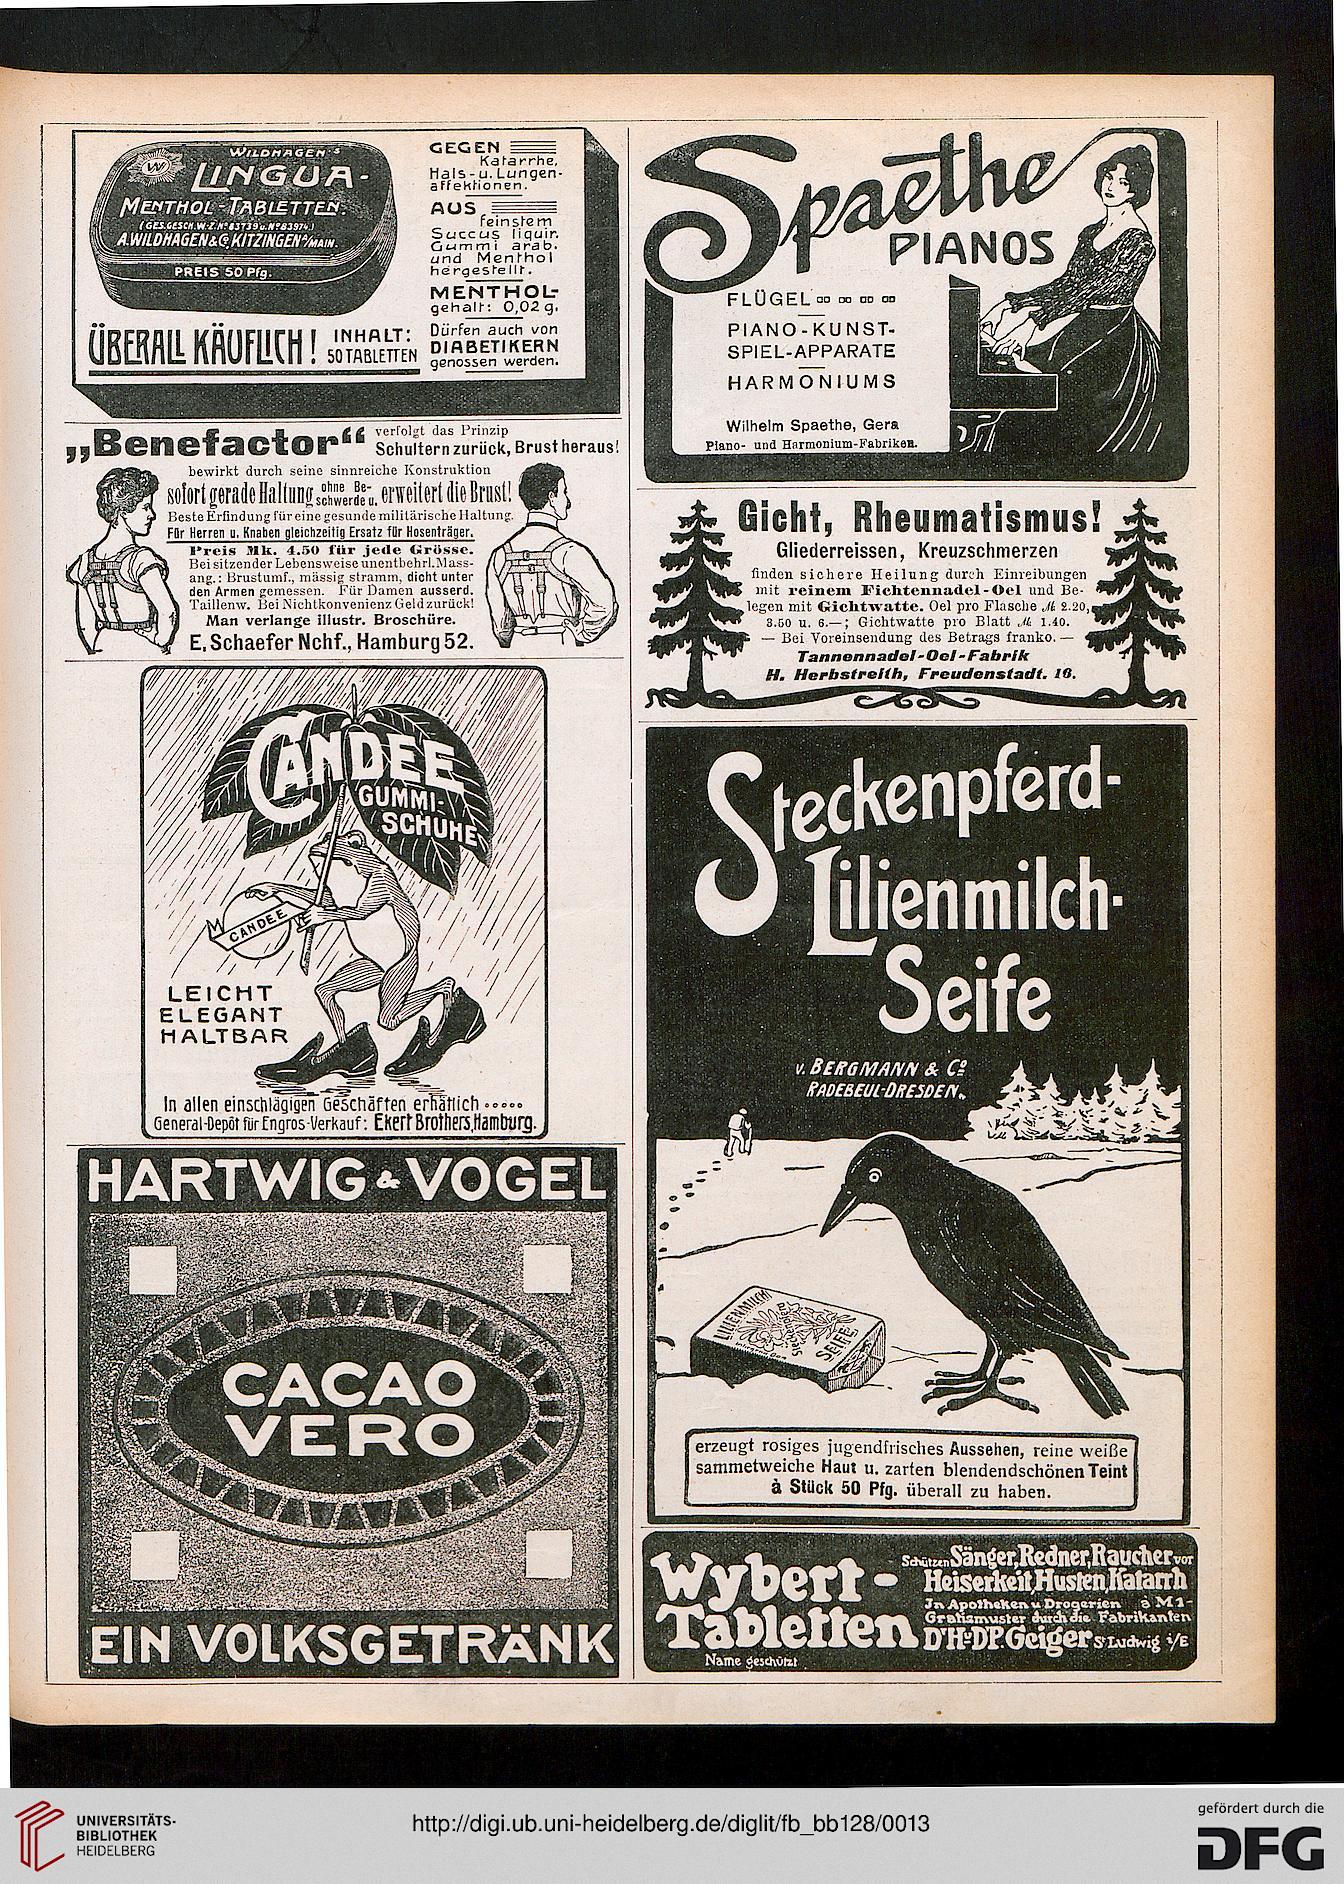 WILDHAGEN'S
LINGUA-
MENTHOL-TABLETTEN.
(GES.GESCH.W-Z.Nº83739u.Nº83974.)
A.WILDHAGEN & Cº KITZINGEN a/MAIN.
PREIS 50 Pfg.
ÜBERALL KÄUFLICH!
INHALT:
50 TABLETTEN
GEGEN
Katarrhe,
Hals-u. Lungen-
affektionen.
AUS
feinstem
Succus liquir.
Gummi arab.
und Menthol
hergestellt.
MENTHOL-
gehalt: 0,02 g.
Dürfen auch von
DIABETIKERN
genossen werden.
„Benefactor“ verfolgt das Prinzip
Schultern zurück, Brust heraus!
bewirkt durch seine sinnreiche Konstruktion
sofort gerade Haltung ohne Be-schwerde u. erweitert die Brust!
Beste Erfindung für eine gesunde militärische Haltung.
Für Herren u. Knaben gleichzeitig Ersatz für Hosenträger.
Preis Mk. 4.50 für jede Grösse.
Bei sitzender Lebensweise unentbehrl. Mass-
ang.: Brustumf., mässig stramm, dicht unter
den Armen gemessen. Für Damen ausserd.
Taillenw. Bei Nichtkonvenienz Geld zurück!
Man verlange illustr. Broschüre.
E. Schaefer Nchf., Hamburg 52.
CANDEE
GUMMI-
SCHUHE
CANDEE
LEICHT
ELEGANT
HALTBAR
In allen einschlägigen Geschäften erhätlich
General-Depôt für Engros-Verkauf: Ekert Brothers, Hamburg.
HARTWIG & VOGEL
CACAO
VERO
EIN VOLKSGETRÄNK
Spaethe
PIANOS
FLÜGEL
PIANO-KUNST-
SPIEL-APPARATE
HARMONIUMS
Wilhelm Spaethe, Gera
Piano- und Harmonium-Fabriken.
Gicht, Rheumatismus!
Gliederreissen, Kreuzschmerzen
finden sichere Heilung durch Einreibungen
mit reinem Fichtennadel-Oel und Be-
legen mit Gichtwatte. Oel pro Flasche ℳ 2.20,
3.50 u. 6.—; Gichtwatte pro Blatt ℳ 1.40.
— Bei Voreinsendung des Betrags franko. —
Tannennadel-Oel-Fabrik
H. Herbstreith, Freudenstadt. 16.
Steckenpferd-
Lilienmilch-
Seife
v. BERGMANN & Cº
RADEBEUL-DRESDEN.
LILIENMILCH
SEIFE
erzeugt rosiges jugendfrisches Aussehen, reine weiße
sammetweiche Haut u. zarten blendendschönen Teint
à Stück 50 Pfg. überall zu haben.
Wybert-
Tabletten
Name geschützt
Schützen Sänger, Redner, Raucher vor
Heiserkeit, Husten, Katarrh
In Apotheken u Drogerien à M 1-
Gratismuster durch die Fabrikanten
Dr H. u DP. Geiger St Ludwig i/E
UNIVERSITÄTS-
BIBLIOTHEK
HEIDELBERG
http://digi.ub.uni-heidelberg.de/diglit/fb_bb128/0013
gefördert durch die
DFG